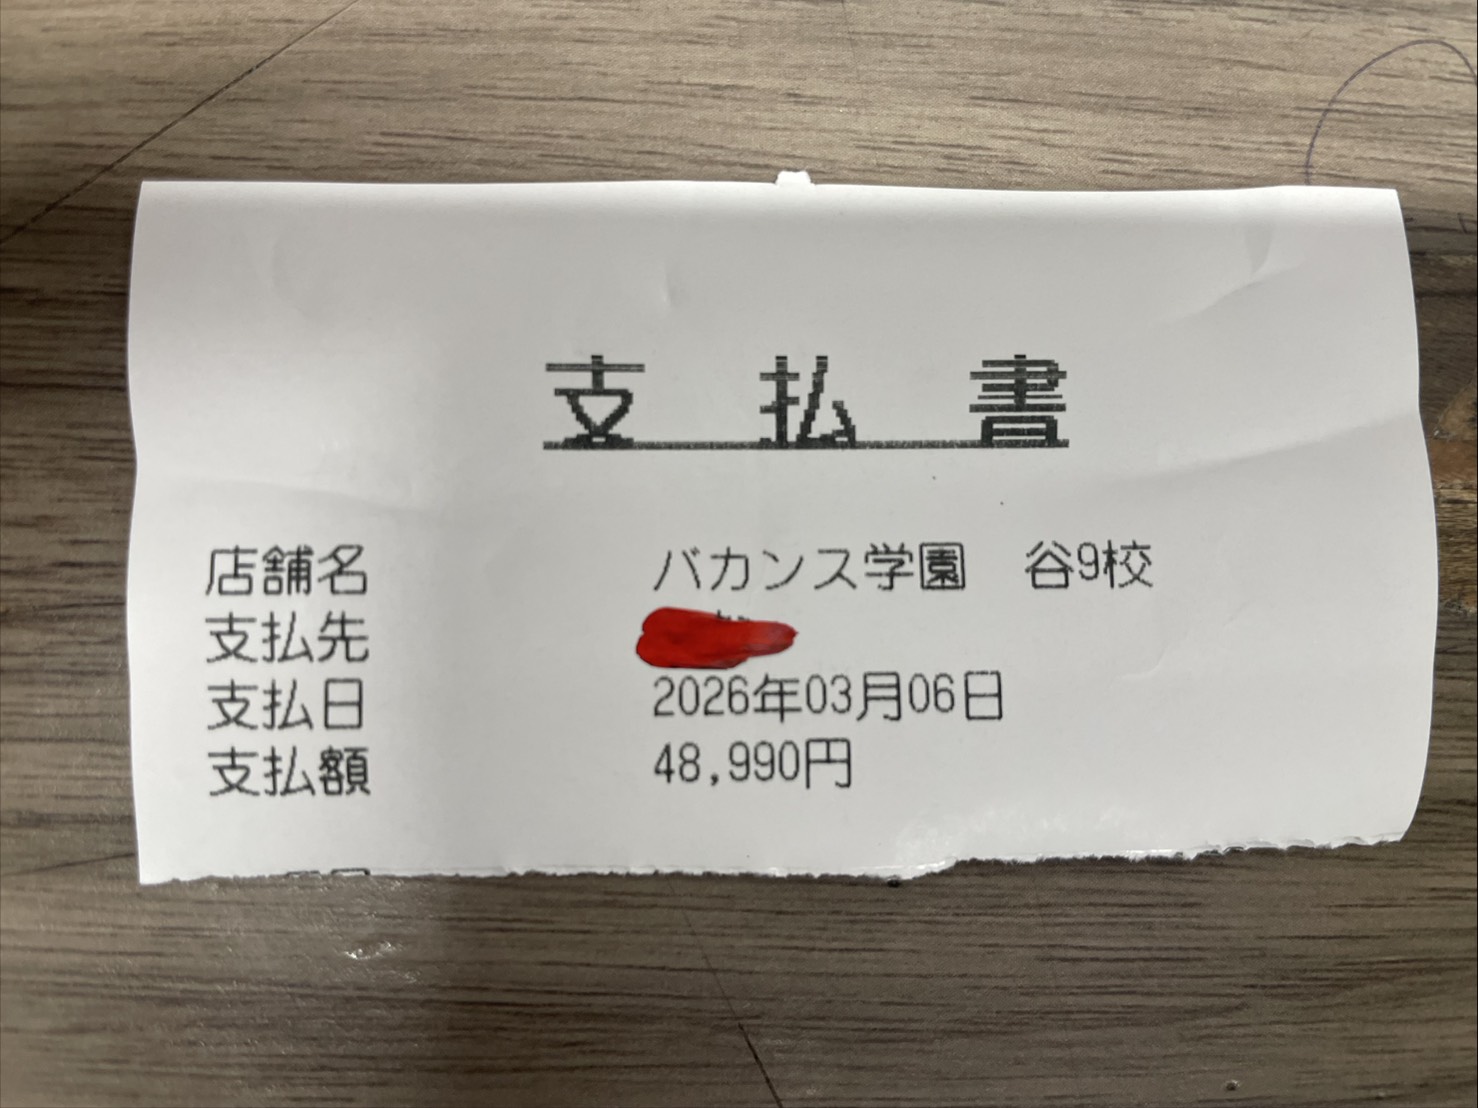 支払書
店舗名 バカンス学園 谷9校
支払先
支払日 2026年03月06日
支払額 48,990円